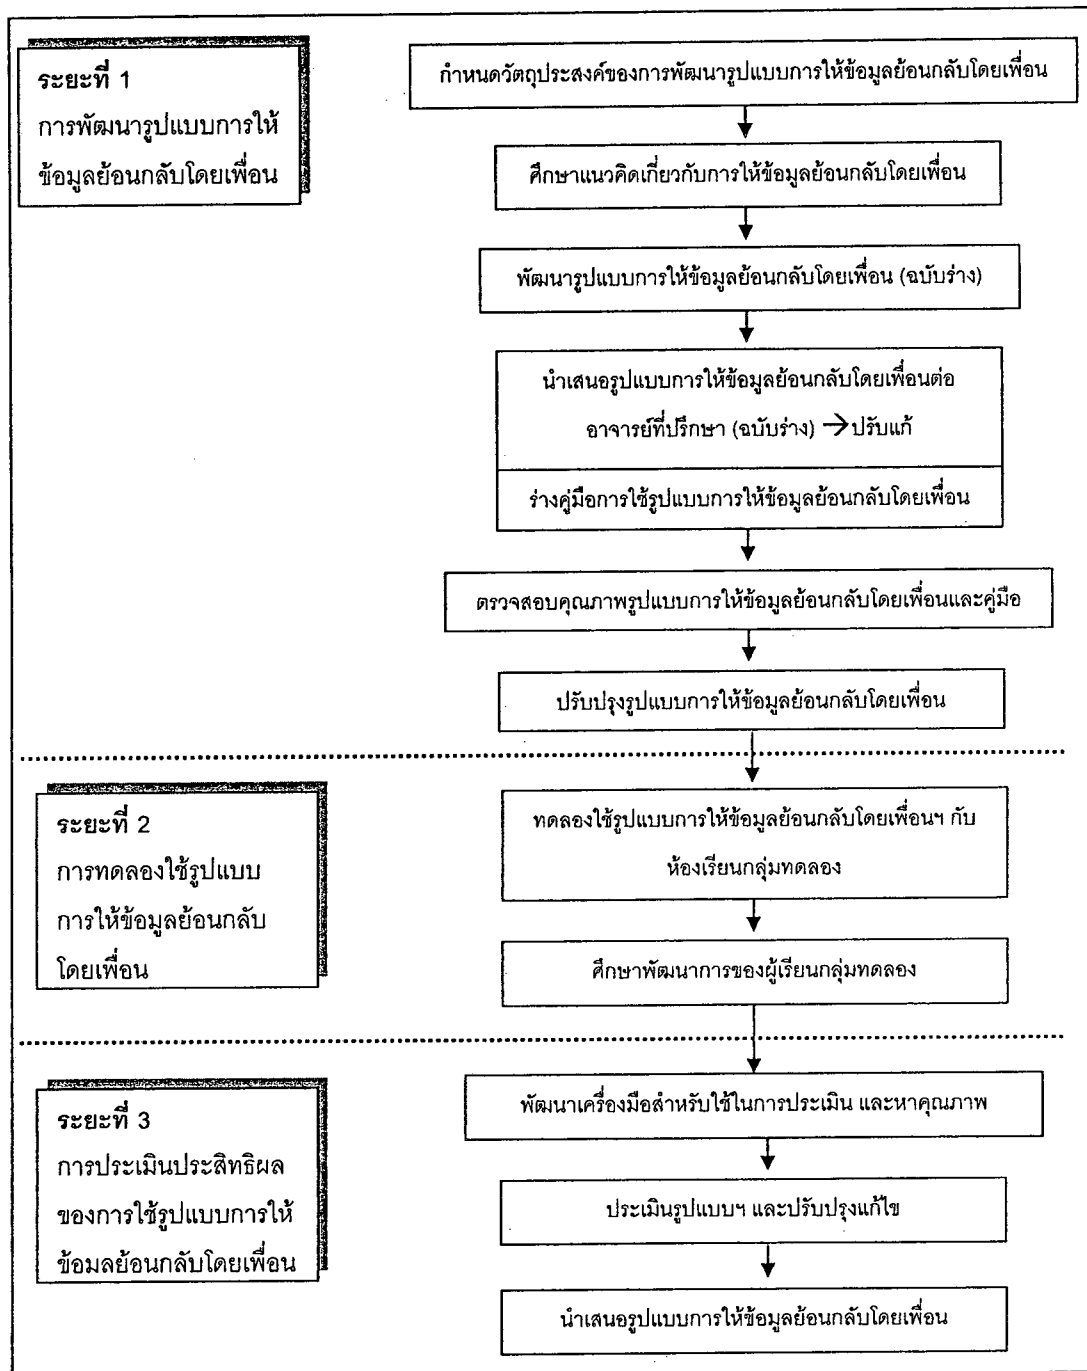 ระยะที่ 1
การพัฒนารูปแบบการให้
ข้อมูลย้อนกลับโดยเพื่อน
กำหนดวัตถุประสงค์ของการพัฒนารูปแบบการให้ข้อมูลย้อนกลับโดยเพื่อน
ศึกษาแนวคิดเกี่ยวกับการให้ข้อมูลย้อนกลับโดยเพื่อน
พัฒนารูปแบบการให้ข้อมูลย้อนกลับโดยเพื่อน (ฉบับร่าง)
นำเสนอรูปแบบการให้ข้อมูลย้อนกลับโดยเพื่อนต่อ
อาจารย์ที่ปรึกษา (ฉบับร่าง) → ปรับแก้
ร่างคู่มือการใช้รูปแบบการให้ข้อมูลย้อนกลับโดยเพื่อน
ตรวจสอบคุณภาพรูปแบบการให้ข้อมูลย้อนกลับโดยเพื่อนและคู่มือ
ปรับปรุงรูปแบบการให้ข้อมูลย้อนกลับโดยเพื่อน
ระยะที่ 2
การทดลองใช้รูปแบบ
การให้ข้อมูลย้อนกลับ
โดยเพื่อน
ทดลองใช้รูปแบบการให้ข้อมูลย้อนกลับโดยเพื่อนฯ กับ
ห้องเรียนกลุ่มทดลอง
ศึกษาพัฒนาการของผู้เรียนกลุ่มทดลอง
ระยะที่ 3
การประเมินประสิทธิผล
ของการใช้รูปแบบการให้
ข้อมูลย้อนกลับโดยเพื่อน
พัฒนาเครื่องมือสำหรับใช้ในการประเมิน และหาคุณภาพ
ประเมินรูปแบบฯ และปรับปรุงแก้ไข
นำเสนอรูปแบบการให้ข้อมูลย้อนกลับโดยเพื่อน